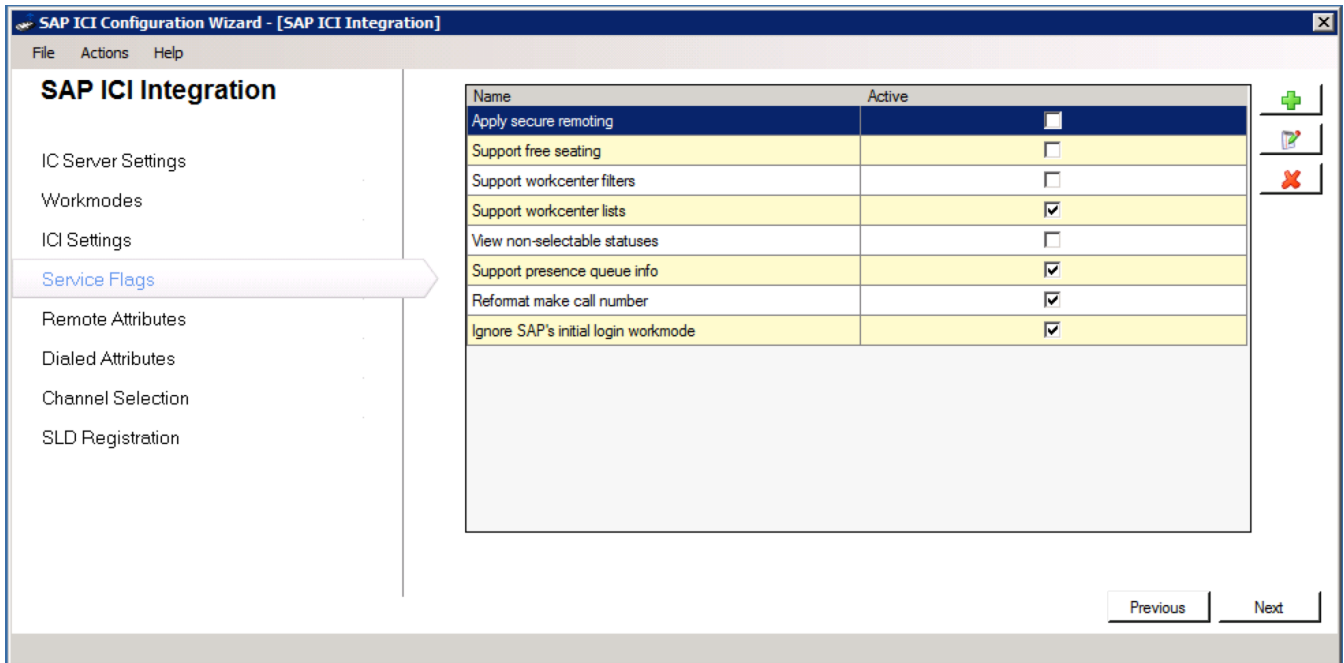 SAP ICI Configuration Wizard - [SAP ICI Integration]
File Actions Help
SAP ICI Integration
IC Server Settings
Workmodes
ICI Settings
Service Flags
Remote Attributes
Dialed Attributes
Channel Selection
SLD Registration
Name Active
Apply secure remoting
Support free seating
Support workcenter filters
Support workcenter lists
View non-selectable statuses
Support presence queue info
Reformat make call number
Ignore SAP's initial login workmode
Previous Next